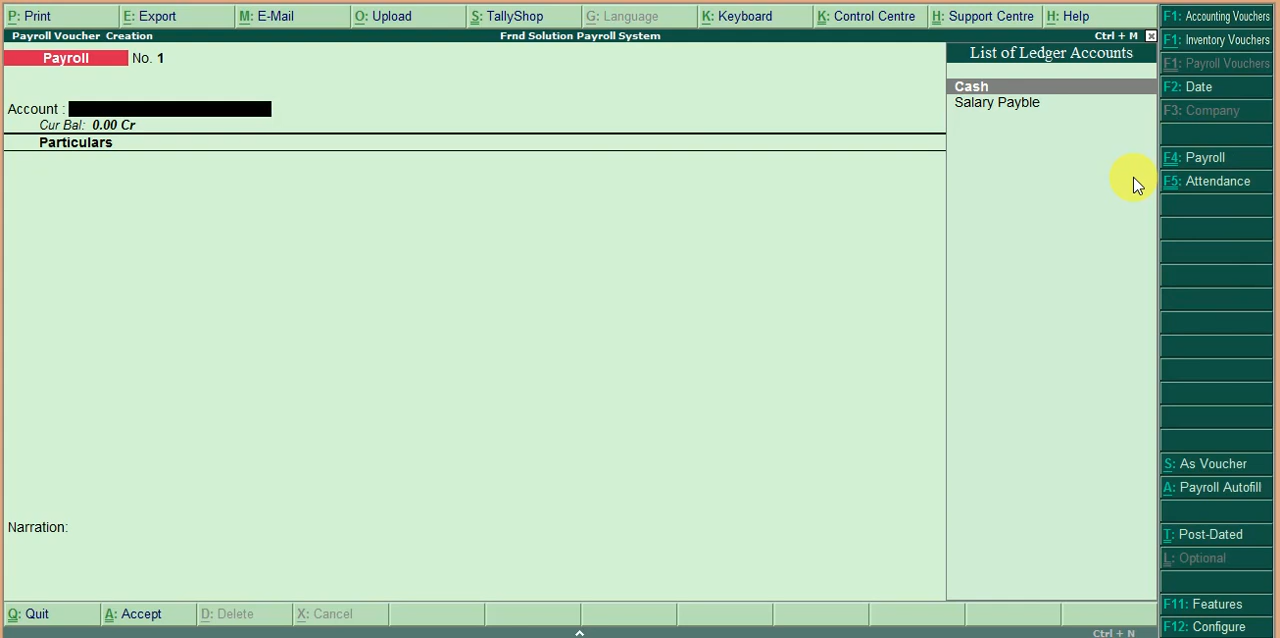 P: Print E: Export M: E-Mail O: Upload S: TallyShop G: Language K: Keyboard K: Control Centre H: Support Centre H: Help
Payroll Voucher Creation Frnd Solution Payroll System Ctrl + M
Payroll No. 1
Account :
Cur Bal: 0.00 Cr
Particulars
Narration:
List of Ledger Accounts
Cash
Salary Payble
F1: Accounting Vouchers
F1: Inventory Vouchers
F1: Payroll Vouchers
F2: Date
F3: Company
F4: Payroll
F5: Attendance
S: As Voucher
A: Payroll Autofill
T: Post-Dated
L: Optional
F11: Features
F12: Configure
Q: Quit A: Accept D: Delete X: Cancel
Ctrl + N